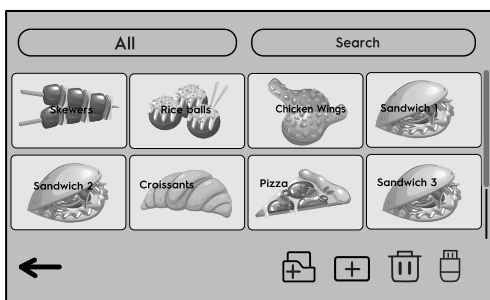 All
Search
Skewers
Rice balls
Chicken Wings
Sandwich 1
Sandwich 2
Croissants
Pizza
Sandwich 3